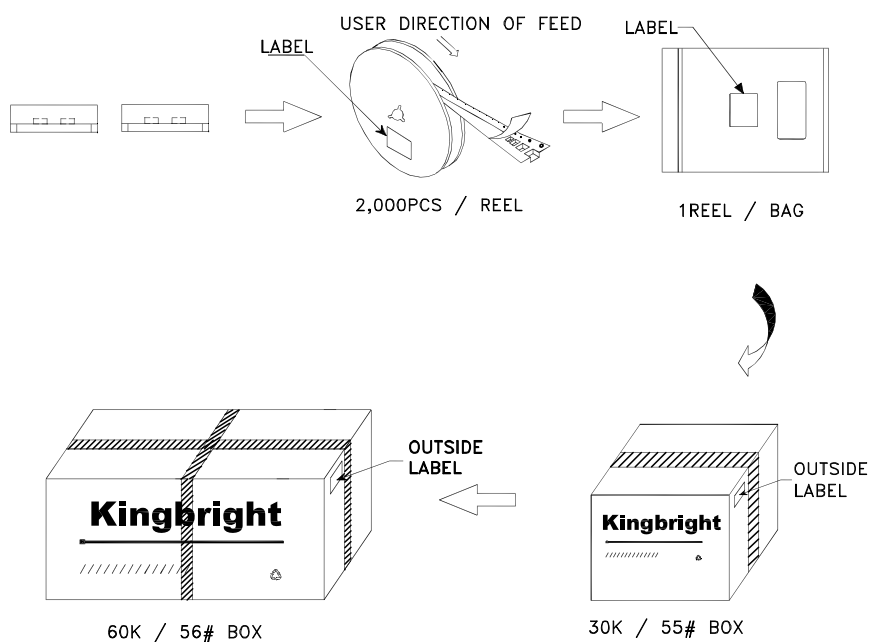 USER DIRECTION OF FEED
LABEL
LABEL
2,000PCS / REEL
1REEL / BAG
OUTSIDE
LABEL
Kingbright
60K / 56# BOX
OUTSIDE
LABEL
Kingbright
30K / 55# BOX